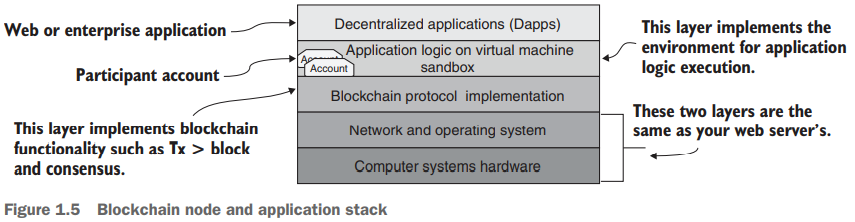 Web or enterprise application
Participant account
This layer implements blockchain
functionality such as Tx > block
and consensus.
Decentralized applications (Dapps)
Application logic on virtual machine
sandbox
Account
Blockchain protocol implementation
Network and operating system
Computer systems hardware
This layer implements the
environment for application
logic execution.
These two layers are the
same as your web server’s.
Figure 1.5 Blockchain node and application stack